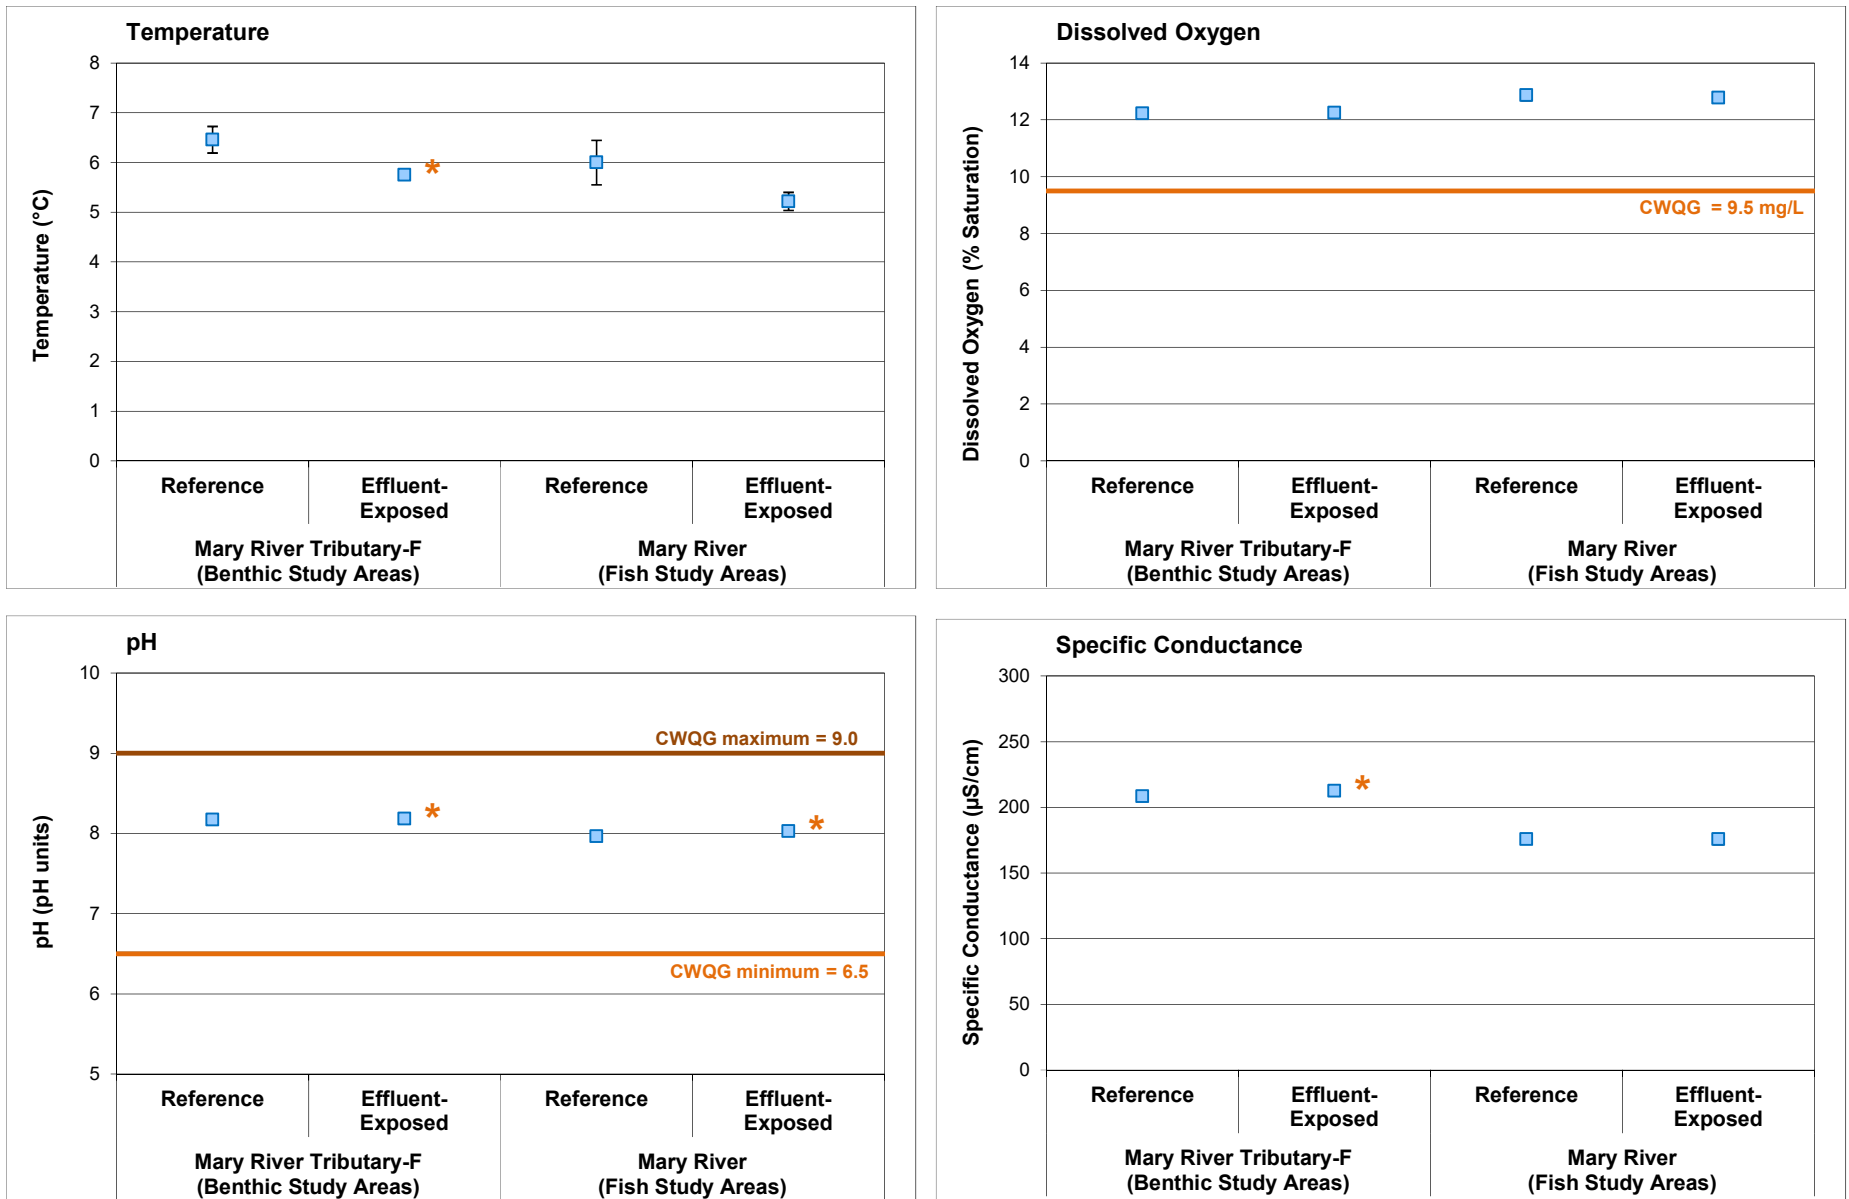 Temperature
8
7
6
5
4
3
2
1
0
Temperature (°C)
*
Reference
Effluent-
Exposed
Reference
Effluent-
Exposed
Mary River Tributary-F
(Benthic Study Areas)
Mary River
(Fish Study Areas)
Dissolved Oxygen
14
12
10
8
6
4
2
0
Dissolved Oxygen (% Saturation)
CWQG = 9.5 mg/L
Reference
Effluent-
Exposed
Reference
Effluent-
Exposed
Mary River Tributary-F
(Benthic Study Areas)
Mary River
(Fish Study Areas)
pH
10
9
8
7
6
5
pH (pH units)
CWQG maximum = 9.0
*
*
CWQG minimum = 6.5
Reference
Effluent-
Exposed
Reference
Effluent-
Exposed
Mary River Tributary-F
(Benthic Study Areas)
Mary River
(Fish Study Areas)
Specific Conductance
300
250
200
150
100
50
0
Specific Conductance (µS/cm)
*
Reference
Effluent-
Exposed
Reference
Effluent-
Exposed
Mary River Tributary-F
(Benthic Study Areas)
Mary River
(Fish Study Areas)